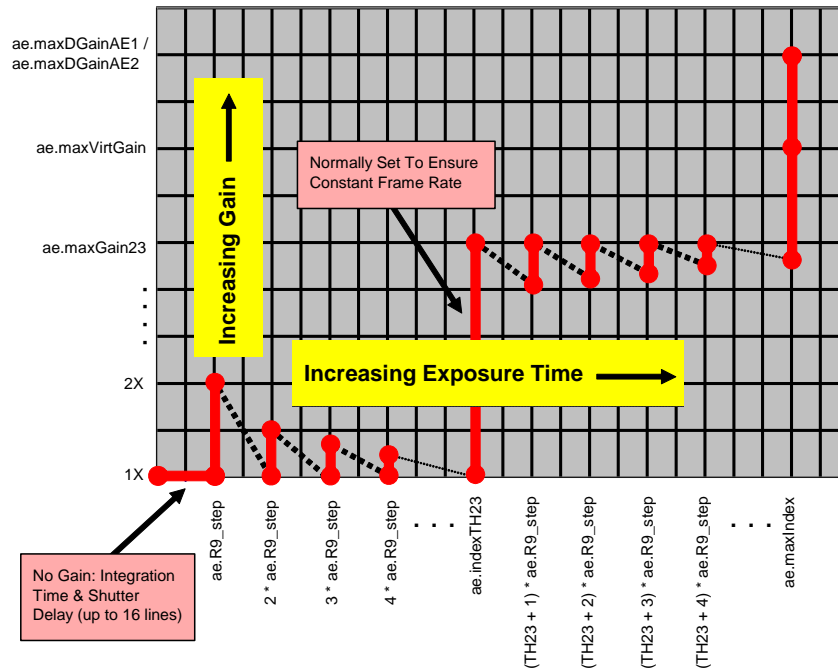 ae.maxDGainAE1 /
ae.maxDGainAE2
ae.maxVirtGain
ae.maxGain23
. . . .
2X
1X
Increasing Gain
Normally Set To Ensure
Constant Frame Rate
Increasing Exposure Time
No Gain: Integration
Time & Shutter
Delay (up to 16 lines)
ae.R9_step
2 * ae.R9_step
3 * ae.R9_step
4 * ae.R9_step
. . .
ae.indexTH23
(TH23 + 1) * ae.R9_step
(TH23 + 2) * ae.R9_step
(TH23 + 3) * ae.R9_step
(TH23 + 4) * ae.R9_step
. . .
ae.maxIndex